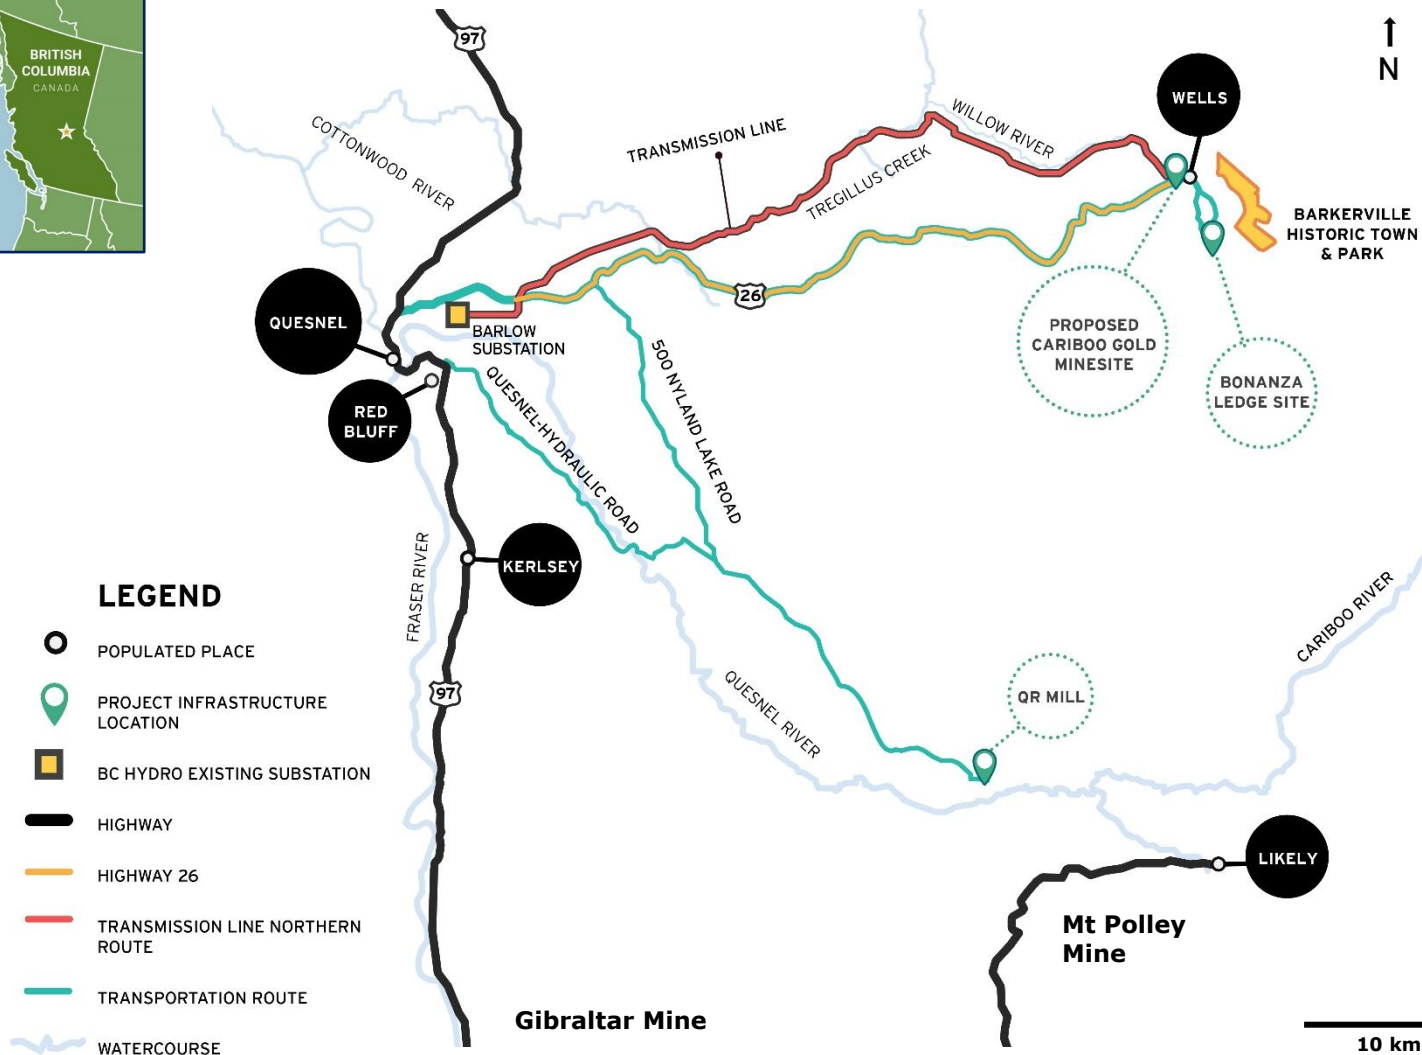 BRITISH
COLUMBIA
CANADA
97
N
WELLS
COTTONWOOD RIVER
TRANSMISSION LINE
WILLOW RIVER
TREGILLUS CREEK
BARKERVILLE
HISTORIC TOWN
& PARK
26
QUESNEL
BARLOW
SUBSTATION
PROPOSED
CARIBOO GOLD
MINESITE
BONANZA
LEDGE SITE
RED
BLUFF
QUESNEL-HYDRAULIC ROAD
500 NYLAND LAKE ROAD
FRASER RIVER
KERLSEY
CARIBOO RIVER
97
QUESNEL RIVER
QR MILL
LIKELY
Mt Polley
Mine
Gibraltar Mine
10 km
LEGEND
POPULATED PLACE
PROJECT INFRASTRUCTURE
LOCATION
BC HYDRO EXISTING SUBSTATION
HIGHWAY
HIGHWAY 26
TRANSMISSION LINE NORTHERN
ROUTE
TRANSPORTATION ROUTE
WATERCOURSE